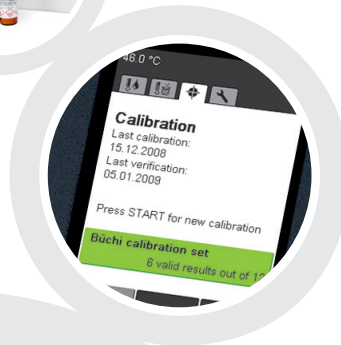 46.0 °C
Calibration
Last calibration:
15.12.2008
Last verification:
05.01.2009
Press START for new calibration
Büchi calibration set
valid results out of